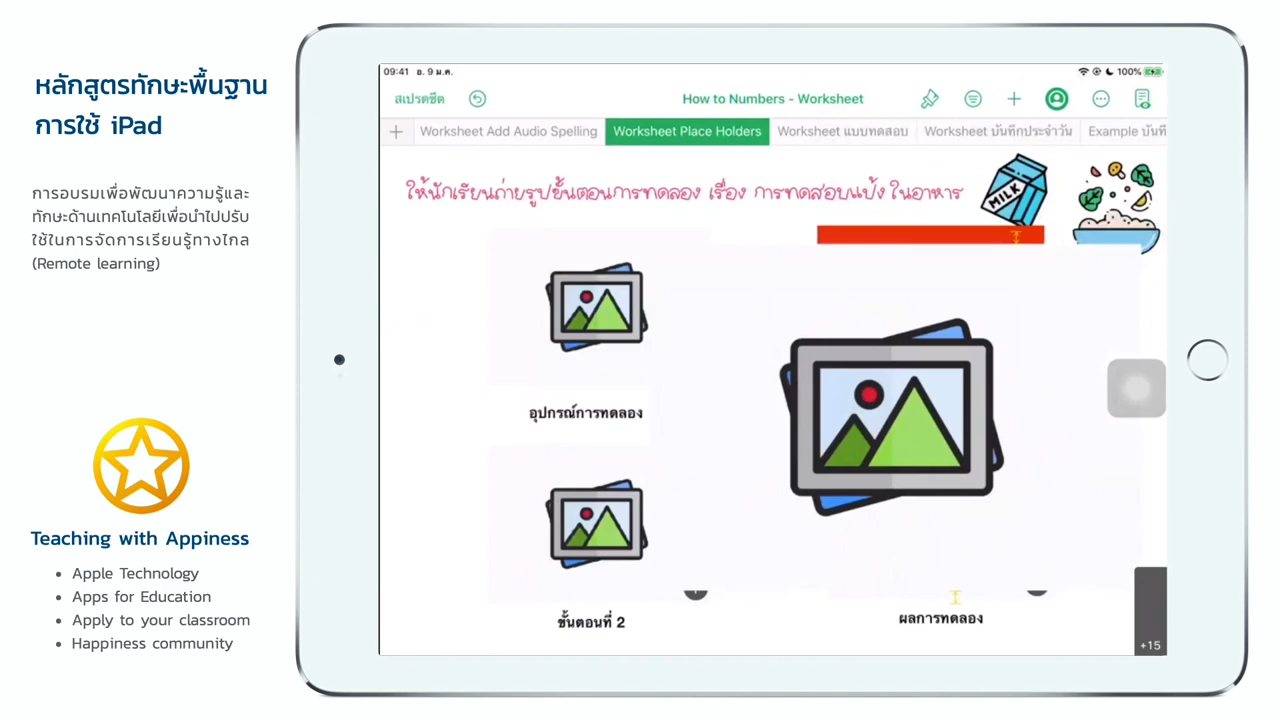 หลักสูตรทักษะพื้นฐาน
การใช้ iPad
การอบรมเพื่อพัฒนาความรู้และ
ทักษะด้านเทคโนโลยีเพื่อนำไปปรับ
ใช้ในการจัดการเรียนรู้ทางไกล
(Remote learning)
Teaching with Appiness
• Apple Technology
• Apps for Education
• Apply to your classroom
• Happiness community
09:41 อ. 9 ม.ค. 100%
สเปรดชีต How to Numbers - Worksheet
Worksheet Add Audio Spelling Worksheet Place Holders Worksheet แบบทดสอบ Worksheet บันทึกประจำวัน Example บันทึ
ให้นักเรียนถ่ายรูปขั้นตอนการทดลอง เรื่อง การทดสอบแป้ง ในอาหาร
MILK
อุปกรณ์การทดลอง
ขั้นตอนที่ 2
ผลการทดลอง
+15